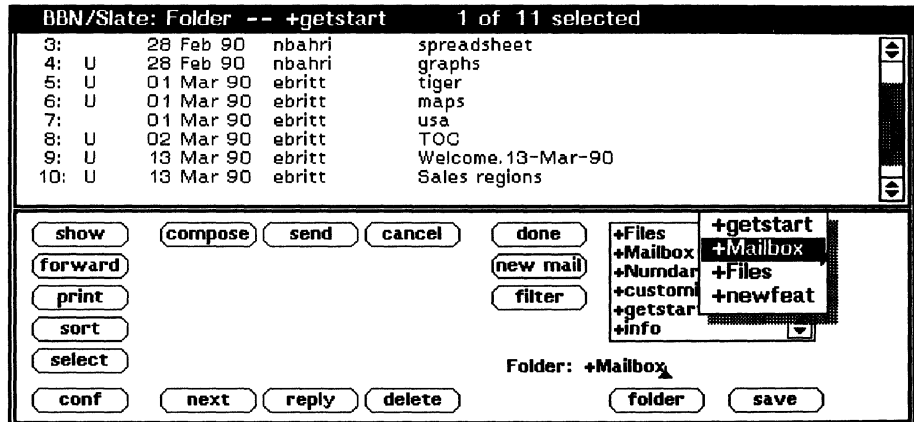 BBN/Slate: Folder -- +getstart 1 of 11 selected
3: 28 Feb 90 nbahri spreadsheet
4: U 28 Feb 90 nbahri graphs
5: U 01 Mar 90 ebritt tiger
6: U 01 Mar 90 ebritt maps
7: 01 Mar 90 ebritt usa
8: U 02 Mar 90 ebritt TOC
9: U 13 Mar 90 ebritt Welcome.13-Mar-90
10: U 13 Mar 90 ebritt Sales regions
show compose send cancel done
forward new mail
print filter
sort
select
+Files
+Mailbox
+Numdar
+customi
+getstar
+info
+getstart
+Mailbox
+Files
+newfeat
Folder: +Mailbox
conf next reply delete folder save